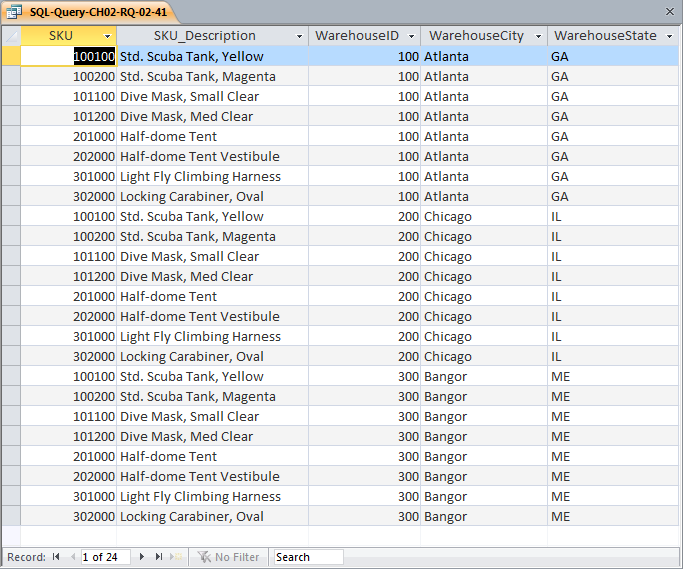 SQL-Query-CH02-RQ-02-41
SKU SKU_Description WarehouseID WarehouseCity WarehouseState
100100 Std. Scuba Tank, Yellow 100 Atlanta GA
100200 Std. Scuba Tank, Magenta 100 Atlanta GA
101100 Dive Mask, Small Clear 100 Atlanta GA
101200 Dive Mask, Med Clear 100 Atlanta GA
201000 Half-dome Tent 100 Atlanta GA
202000 Half-dome Tent Vestibule 100 Atlanta GA
301000 Light Fly Climbing Harness 100 Atlanta GA
302000 Locking Carabiner, Oval 100 Atlanta GA
100100 Std. Scuba Tank, Yellow 200 Chicago IL
100200 Std. Scuba Tank, Magenta 200 Chicago IL
101100 Dive Mask, Small Clear 200 Chicago IL
101200 Dive Mask, Med Clear 200 Chicago IL
201000 Half-dome Tent 200 Chicago IL
202000 Half-dome Tent Vestibule 200 Chicago IL
301000 Light Fly Climbing Harness 200 Chicago IL
302000 Locking Carabiner, Oval 200 Chicago IL
100100 Std. Scuba Tank, Yellow 300 Bangor ME
100200 Std. Scuba Tank, Magenta 300 Bangor ME
101100 Dive Mask, Small Clear 300 Bangor ME
101200 Dive Mask, Med Clear 300 Bangor ME
201000 Half-dome Tent 300 Bangor ME
202000 Half-dome Tent Vestibule 300 Bangor ME
301000 Light Fly Climbing Harness 300 Bangor ME
302000 Locking Carabiner, Oval 300 Bangor ME
Record: 1 of 24 No Filter Search